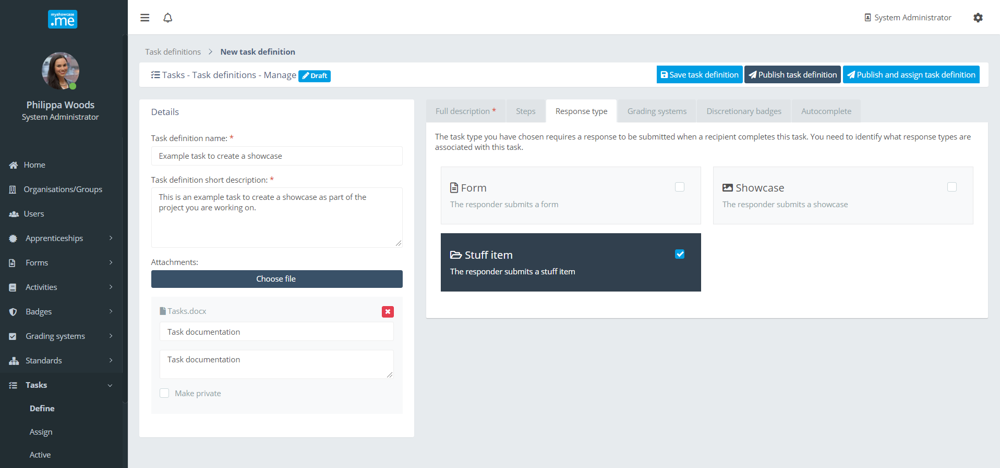 myshowcase
.me
System Administrator
Philippa Woods
System Administrator
Home
Organisations/Groups
Users
Apprenticeships
Forms
Activities
Badges
Grading systems
Standards
Tasks
Define
Assign
Active
Task definitions > New task definition
Tasks - Task definitions - Manage Draft
Save task definition Publish task definition Publish and assign task definition
Details
Task definition name: *
Example task to create a showcase
Task definition short description: *
This is an example task to create a showcase as part of the
project you are working on.
Attachments:
Choose file
Tasks.docx
Task documentation
Task documentation
Make private
Full description * Steps Response type Grading systems Discretionary badges Autocomplete
The task type you have chosen requires a response to be submitted when a recipient completes this task. You need to identify what response types are
associated with this task.
Form
The responder submits a form
Showcase
The responder submits a showcase
Stuff item
The responder submits a stuff item